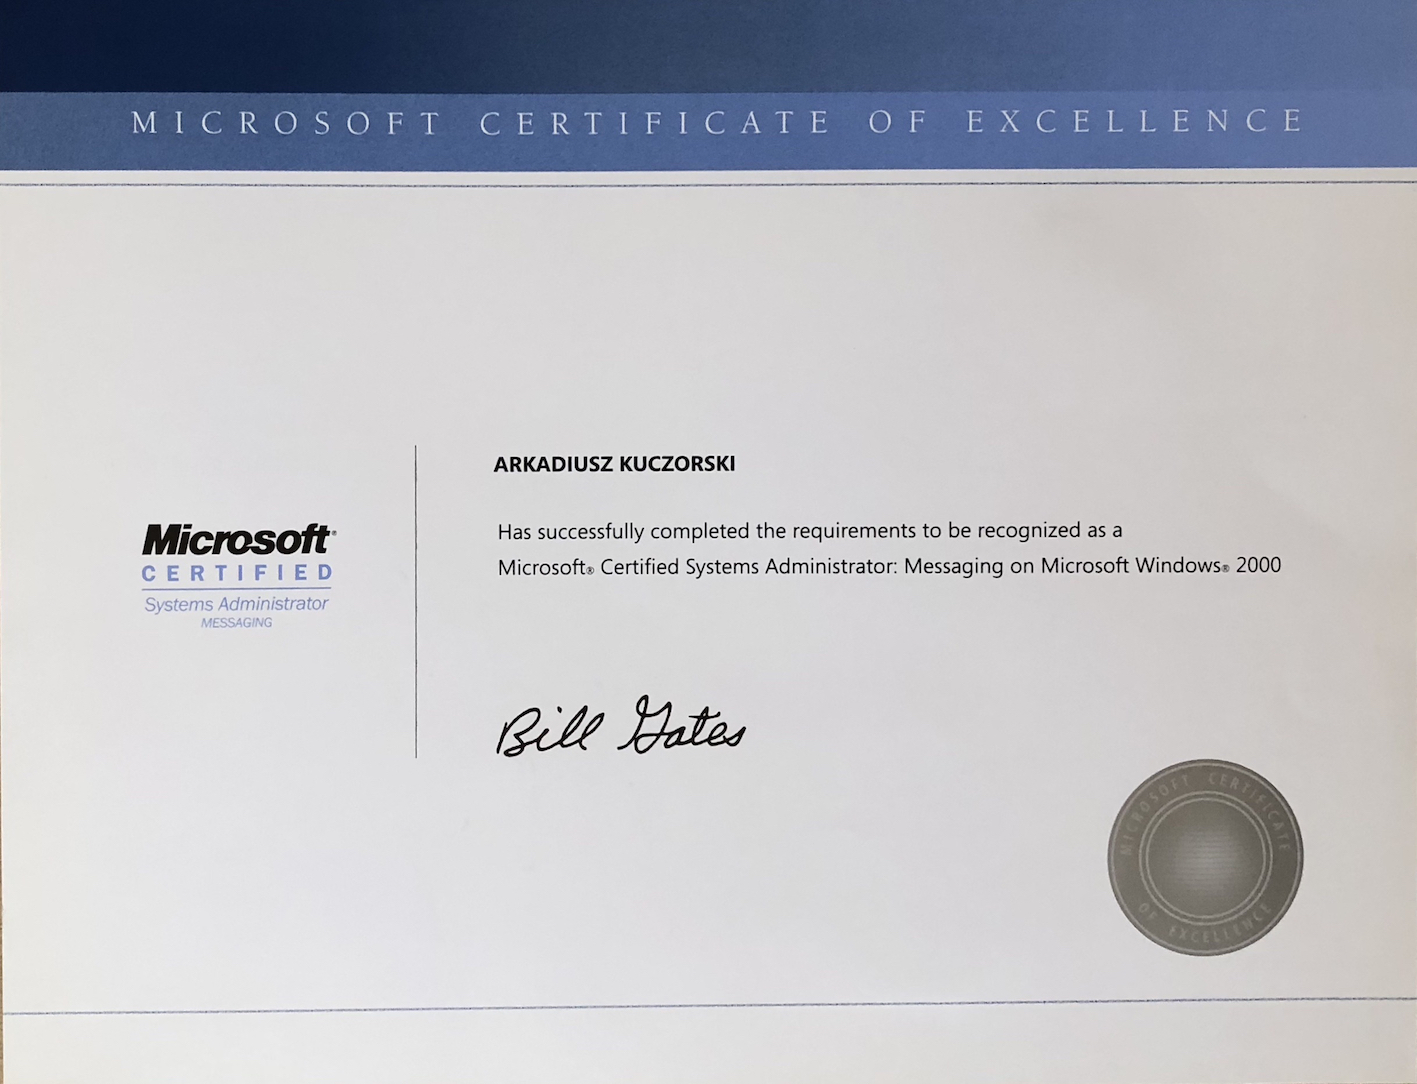 MICROSOFT CERTIFICATE OF EXCELLENCE
ARKADIUSZ KUCZORSKI
Has successfully completed the requirements to be recognized as a
Microsoft® Certified Systems Administrator: Messaging on Microsoft Windows® 2000
Microsoft®
CERTIFIED
Systems Administrator
MESSAGING
Bill Gates
MICROSOFT CERTIFICATE
OF EXCELLENCE